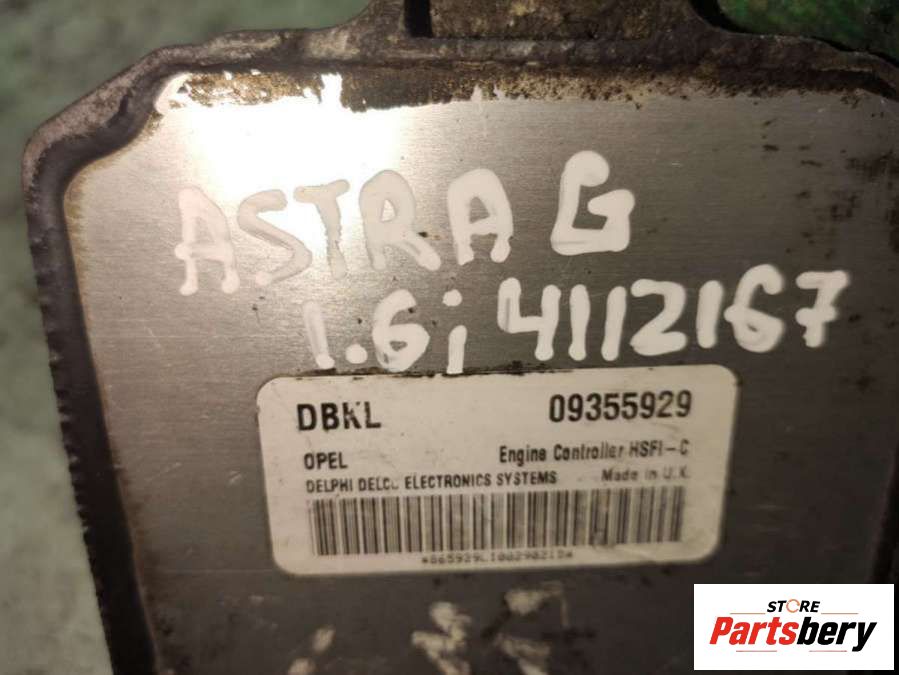 ASTRA G
1.6i 4112167
DBKL 09355929
OPEL Engine Controller HSFI-C
DELPHI DELCO ELECTRONICS SYSTEMS Made in U.K.
STORE
Partsbery